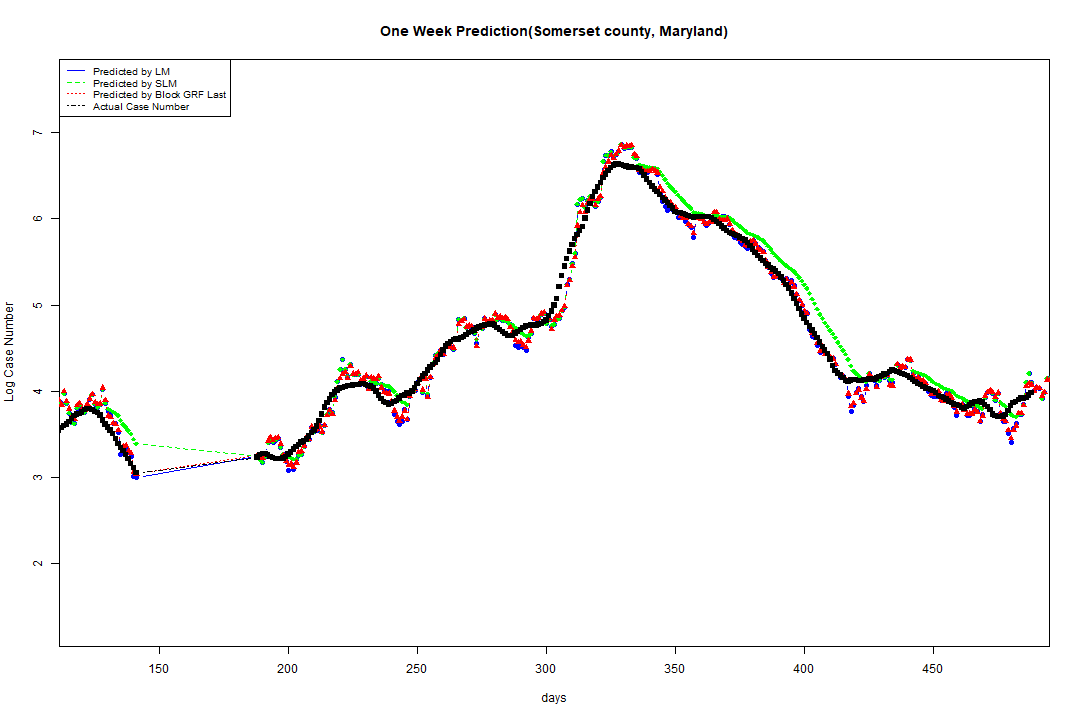 One Week Prediction(Somerset county, Maryland)
Predicted by LM
Predicted by SLM
Predicted by Block GRF Last
Actual Case Number
7
6
5
4
3
2
Log Case Number
150 200 250 300 350 400 450
days